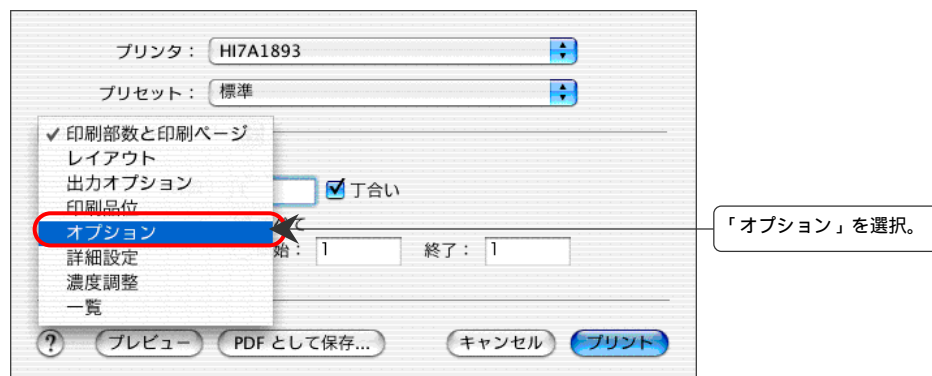 プリンタ： HI7A1893
プリセット： 標準
✓ 印刷部数と印刷ページ
レイアウト
出力オプション
丁合い
印刷品位
オプション
「オプション」を選択。
詳細設定
始： 1 終了： 1
濃度調整
一覧
? プレビュー PDF として保存... キャンセル プリント